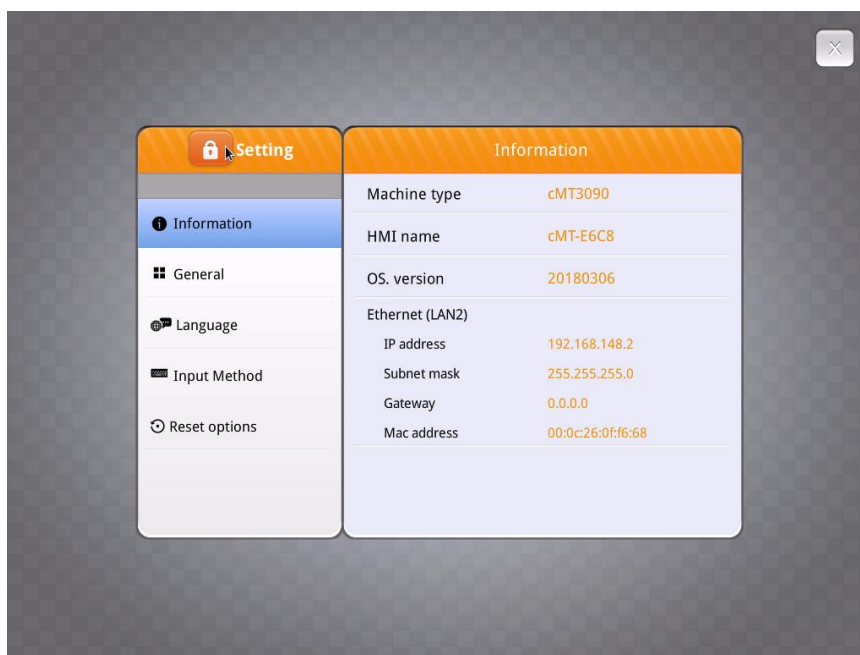 Setting
Information
General
Language
Input Method
Reset options
Information
Machine type cMT3090
HMI name cMT-E6C8
OS. version 20180306
Ethernet (LAN2)
IP address 192.168.148.2
Subnet mask 255.255.255.0
Gateway 0.0.0.0
Mac address 00:0c:26:0f:f6:68
X